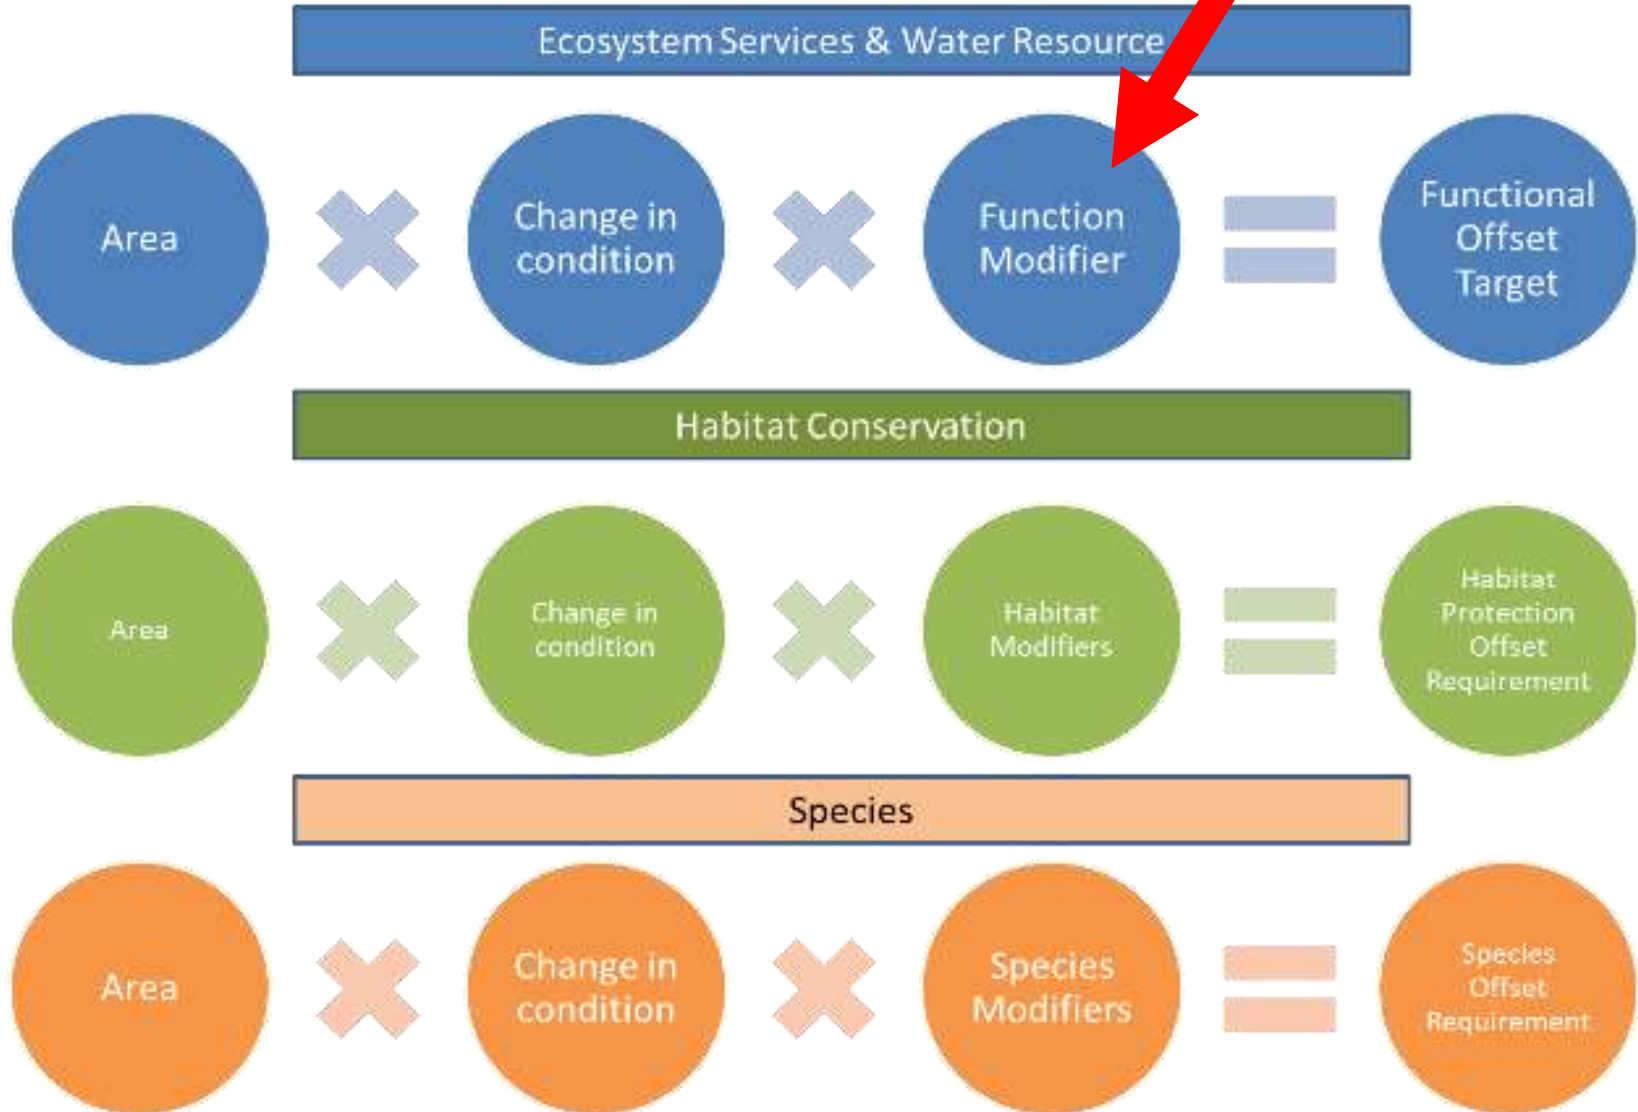 Ecosystem Services & Water Resource
Area
Change in
condition
Function
Modifier
Functional
Offset
Target
Habitat Conservation
Area
Change in
condition
Habitat
Modifiers
Habitat
Protection
Offset
Requirement
Species
Area
Change in
condition
Species
Modifiers
Species
Offset
Requirement